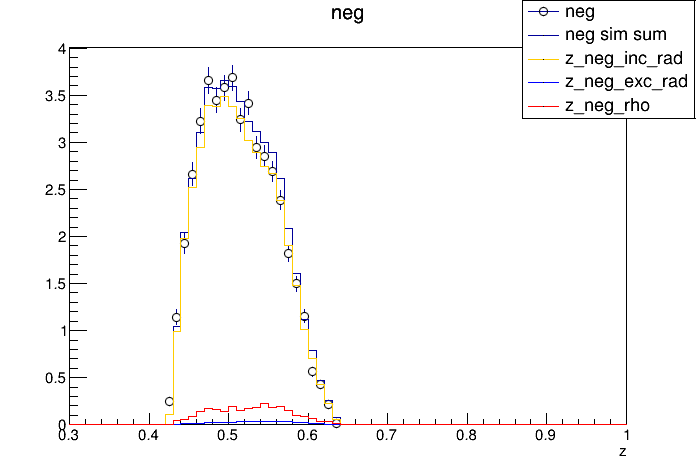 neg
neg
neg sim sum
z_neg_inc_rad
z_neg_exc_rad
z_neg_rho
4
3.5
3
2.5
2
1.5
1
0.5
0
0.3 0.4 0.5 0.6 0.7 0.8 0.9 1
z